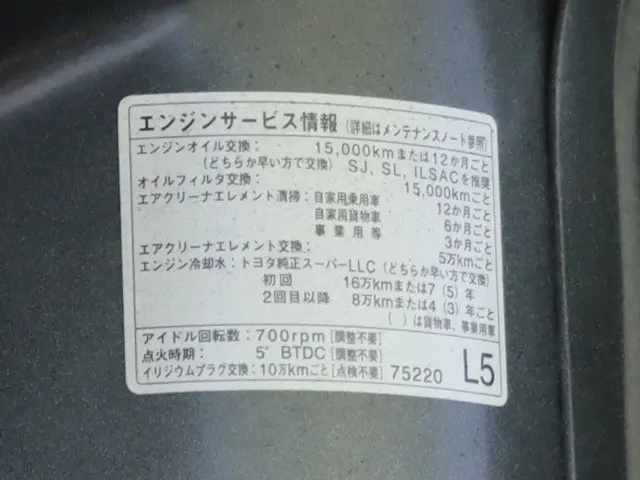 エンジンサービス情報 (詳細はメンテナンスノート参照)
エンジンオイル交換: 15,000kmまたは12か月ごと
(どちらか早い方で交換) SJ, SL, ILSACを推奨
オイルフィルタ交換: 15,000kmごと
エアクリーナエレメント清掃: 自家用乗用車 12か月ごと
自家用貨物車 6か月ごと
事業用等 3か月ごと
エアクリーナエレメント交換: 5万kmごと
エンジン冷却水: トヨタ純正スーパーLLC (どちらか早い方で交換)
初回 16万kmまたは7 (5) 年
2回目以降 8万kmまたは4 (3) 年ごと
( ) は貨物車、事業用車
アイドル回転数: 700rpm [調整不要]
点火時期: 5° BTDC [調整不要]
イリジウムプラグ交換: 10万kmごと [点検不要] 75220 L5